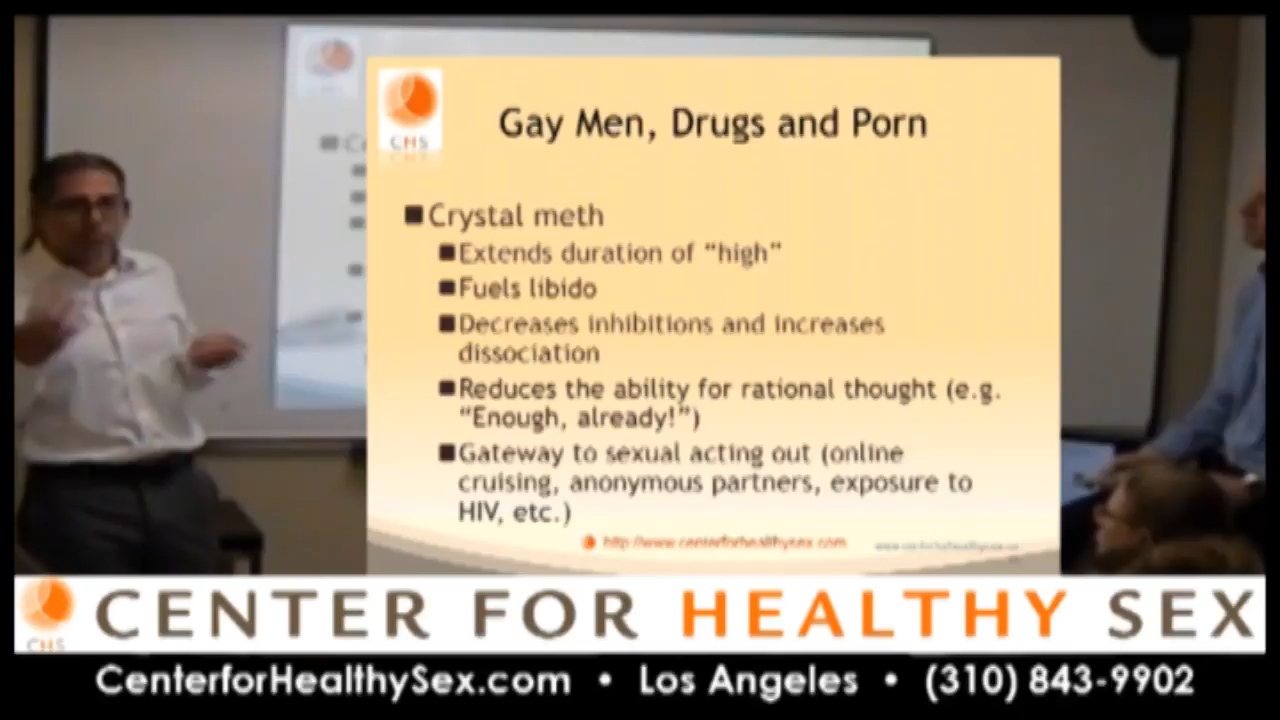 CHS
Gay Men, Drugs and Porn
Crystal meth
Extends duration of "high"
Fuels libido
Decreases inhibitions and increases
dissociation
Reduces the ability for rational thought (e.g.
"Enough, already!")
Gateway to sexual acting out (online
cruising, anonymous partners, exposure to
HIV, etc.)
http://www.centerforhealthysex.com
CENTER FOR HEALTHY SEX
CHS
CenterforHealthySex.com • Los Angeles • (310) 843-9902